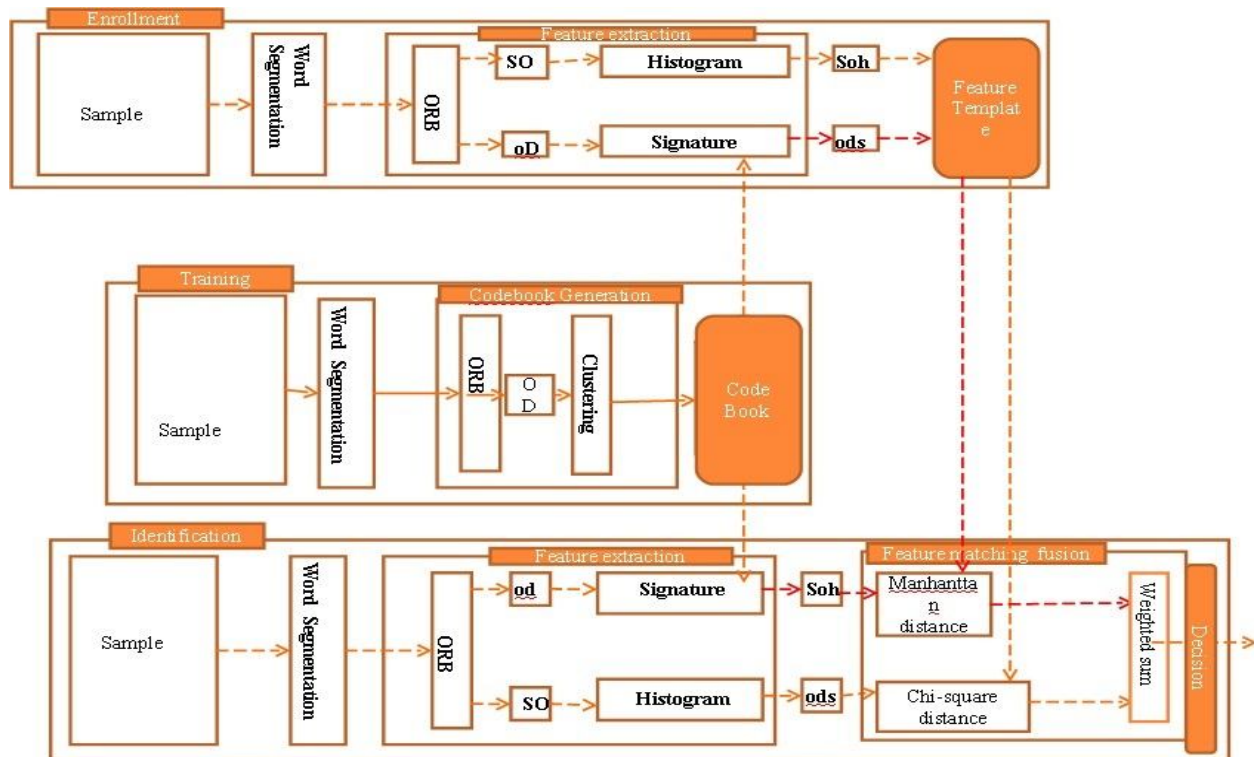 Enrollment
Feature extraction
Sample
Word
Segmentation
ORB
SO
Histogram
Soh
oD
Signature
ods
Feature
Templat
e
Training
Codebook Generation
Sample
Word Segmentation
ORB
O
D
Clustering
Code
Book
Identification
Feature extraction
Feature matching fusion
Sample
Word Segmentation
ORB
od
Signature
Soh
Manhantta
n
distance
SO
Histogram
ods
Chi-square
distance
Weighted sum
Decision